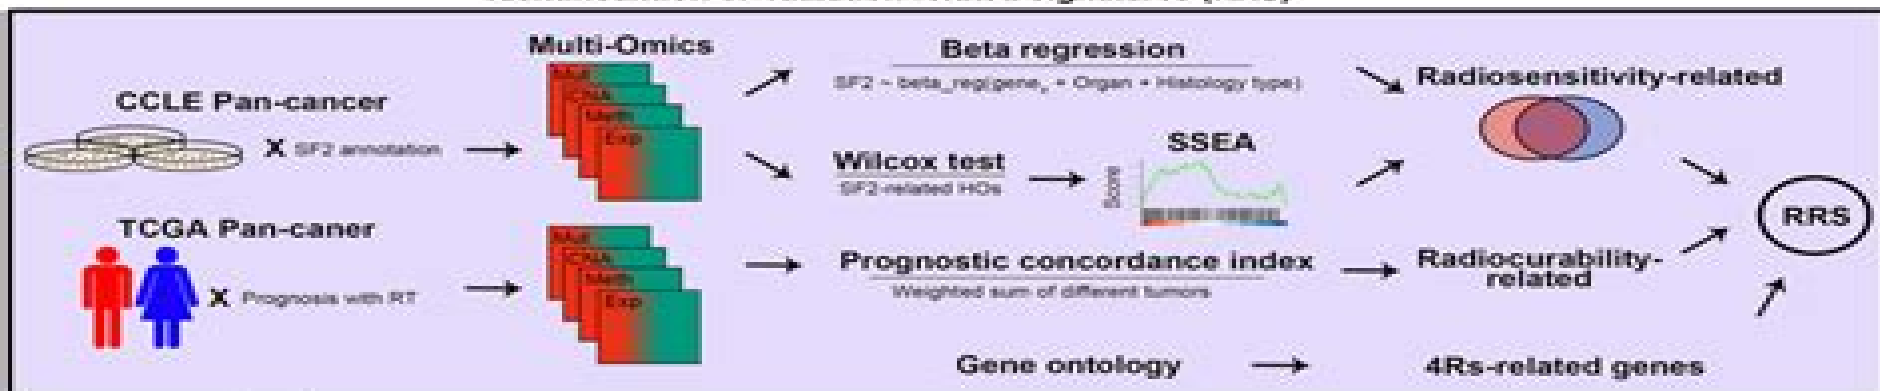 Multi-Omics
Beta regression
SF2 ~ beta_reg(gene + Organ + Histology type)
Radiosensitivity-related
CCLE Pan-cancer
X SF2 annotation
Mut
CNA
Meth
Exp
SSEA
Wilcox test
SF2-related HOs
Score
TCGA Pan-caner
X Prognosis with RT
Mut
CNA
Meth
Exp
RRS
Prognostic concordance index
Weighted sum of different tumors
Radiocurability-
related
Gene ontology
4Rs-related genes